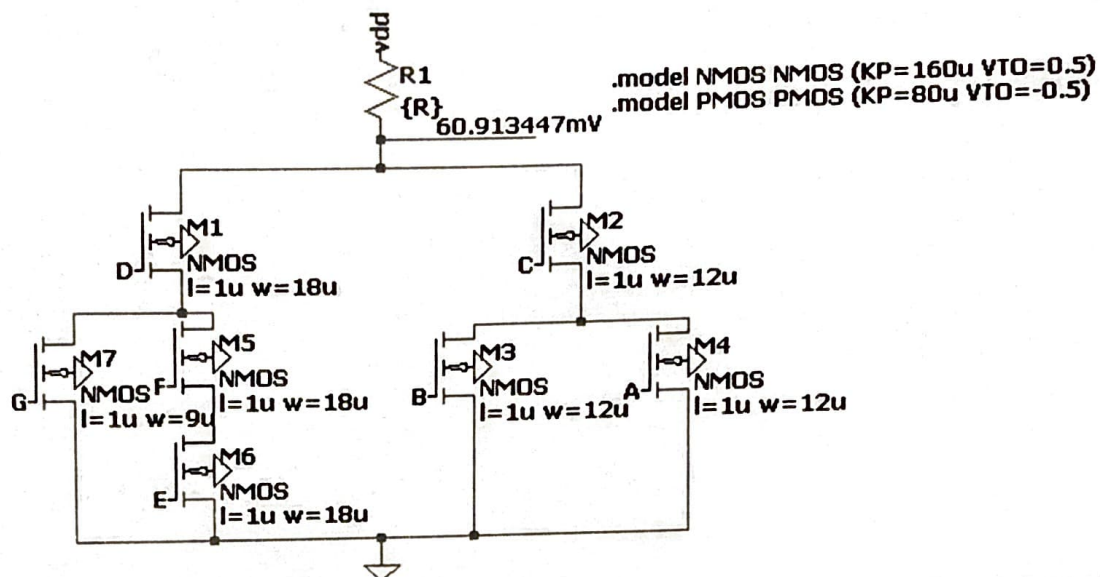 vdd
R1
{R}
60.913447mV
.model NMOS NMOS (KP=160u VTO=0.5)
.model PMOS PMOS (KP=80u VTO=-0.5)
D
M1
NMOS
l=1u w=18u
C
M2
NMOS
l=1u w=12u
G
M7
NMOS
l=1u w=9u
F
M5
NMOS
l=1u w=18u
B
M3
NMOS
l=1u w=12u
A
M4
NMOS
l=1u w=12u
E
M6
NMOS
l=1u w=18u